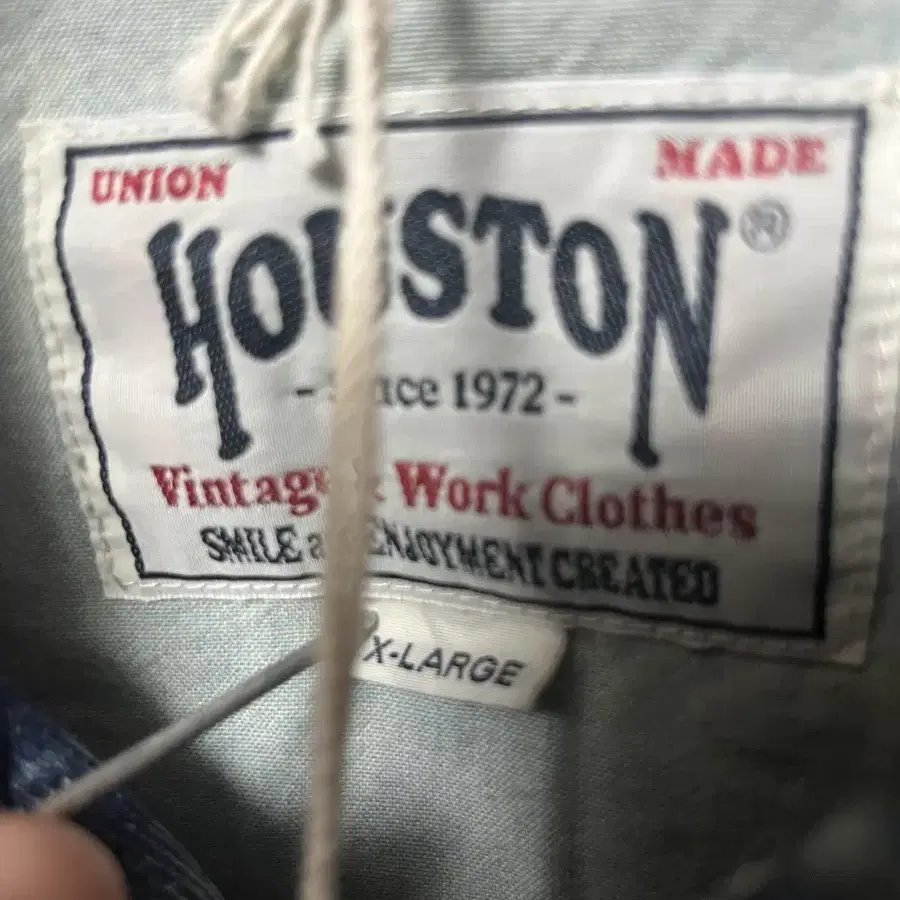 UNION MADE
HOUSTON ®
- Since 1972 -
Vintage & Work Clothes
SMILE and ENJOYMENT CREATED
X-LARGE